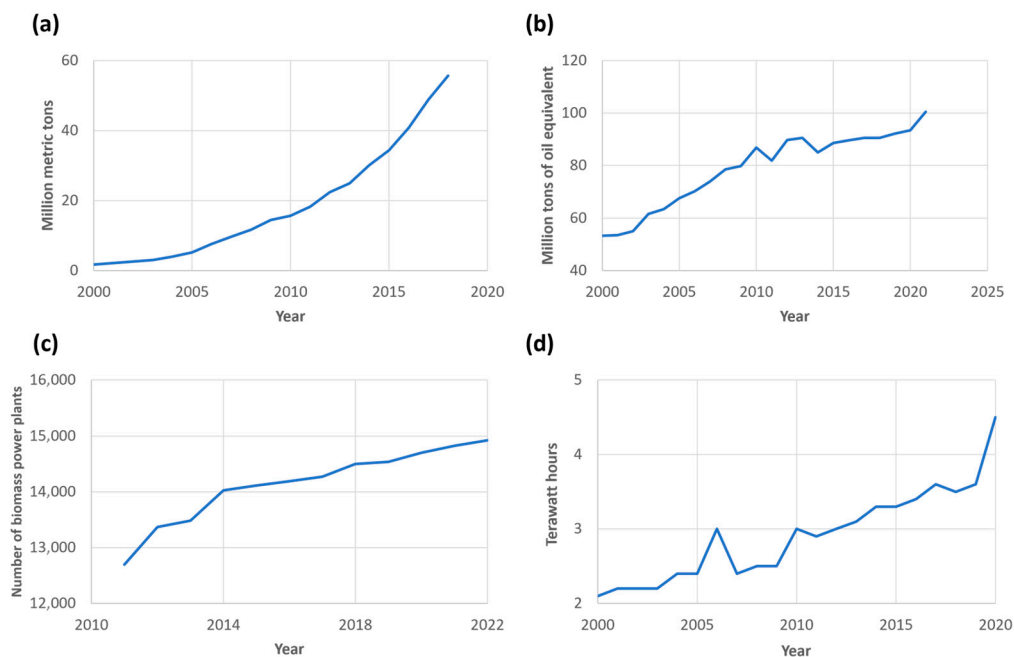 (a)
Million metric tons
60
40
20
0
2000 2005 2010 2015 2020
Year
(b)
Million tons of oil equivalent
120
100
80
60
40
2000 2005 2010 2015 2020 2025
Year
(c)
Number of biomass power plants
16,000
15,000
14,000
13,000
12,000
2010 2014 2018 2022
Year
(d)
Terawatt hours
5
4
3
2
2000 2005 2010 2015 2020
Year